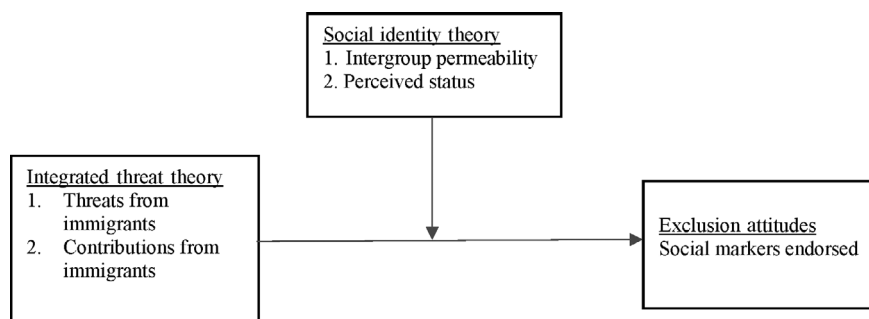 Social identity theory
1. Intergroup permeability
2. Perceived status
Integrated threat theory
1. Threats from
immigrants
2. Contributions from
immigrants
Exclusion attitudes
Social markers endorsed